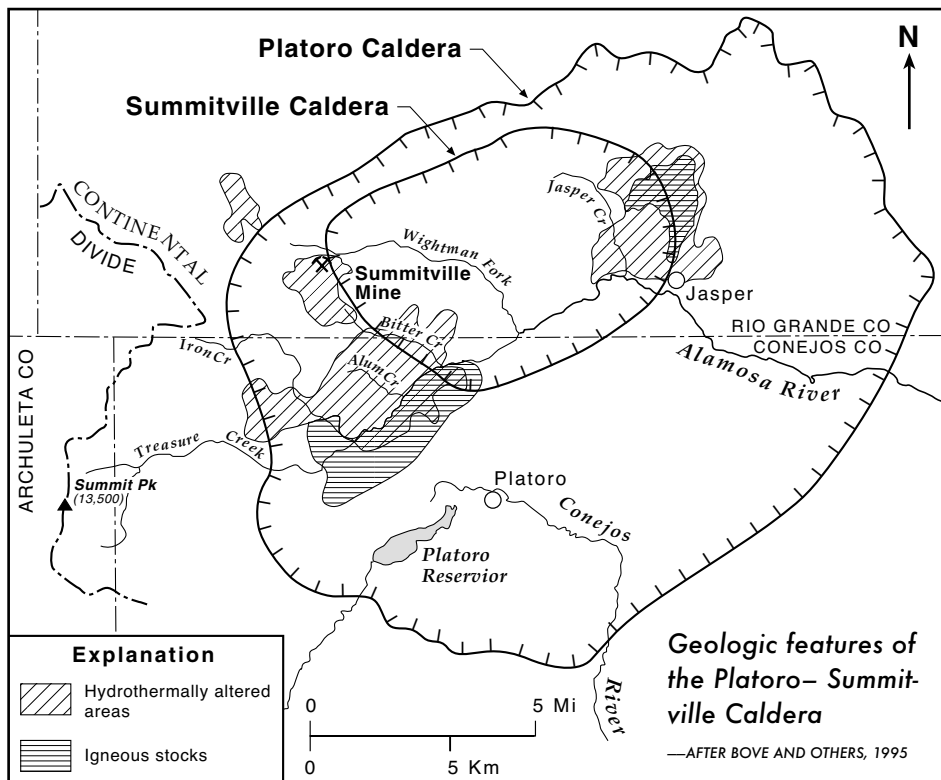 Platoro Caldera
Summitville Caldera
N
CONTINENTAL
DIVIDE
Jasper Cr
Wightman Fork
Summitville
Mine
Jasper
Bitter Cr
RIO GRANDE CO
CONEJOS CO
Iron Cr
Alum Cr
Alamosa River
ARCHULETA CO
Treasure Creek
Summit Pk
(13,500)
Platoro
Conejos
River
Platoro
Reservior
Explanation
Hydrothermally altered
areas
Igneous stocks
0 5 Mi
0 5 Km
Geologic features of
the Platoro– Summit-
ville Caldera
—AFTER BOVE AND OTHERS, 1995